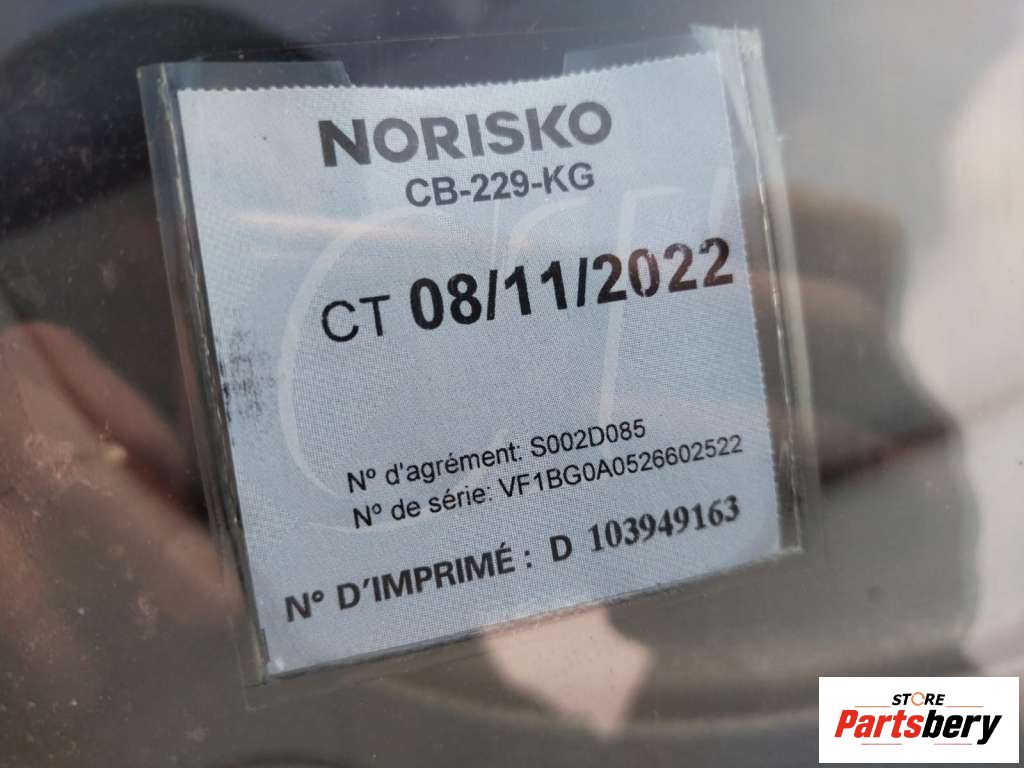 NORISKO
CB-229-KG
CT 08/11/2022
N° d'agrément: S002D085
N° de série: VF1BG0A0526602522
N° D'IMPRIMÉ : D 103949163
STORE
Partsbery